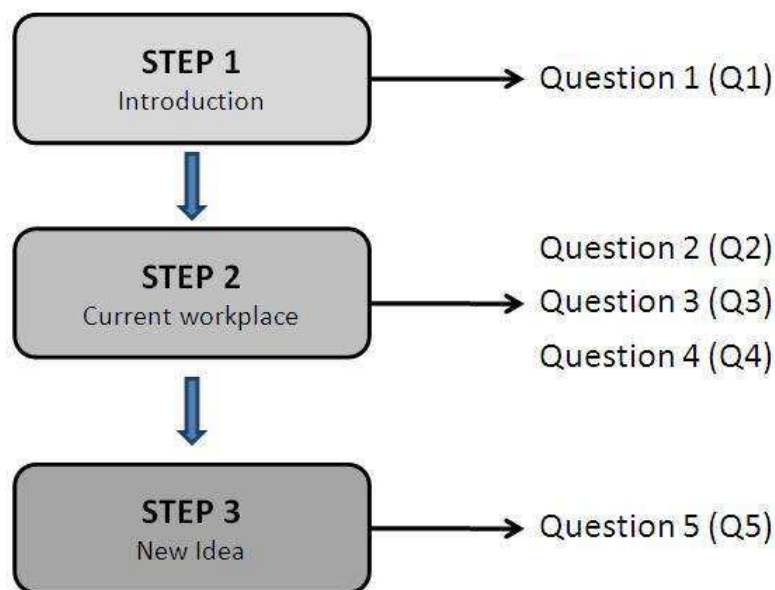 STEP 1
Introduction
Question 1 (Q1)
STEP 2
Current workplace
Question 2 (Q2)
Question 3 (Q3)
Question 4 (Q4)
STEP 3
New Idea
Question 5 (Q5)